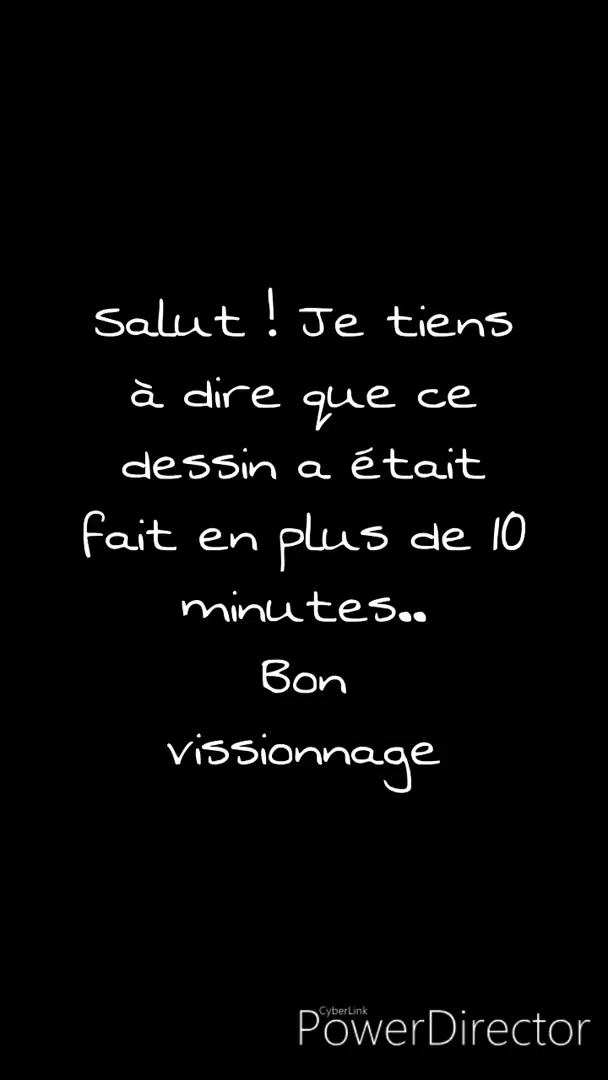 Salut ! Je tiens
à dire que ce
dessin a était
fait en plus de 10
minutes..
Bon
vissionnage
CyberLink
PowerDirector